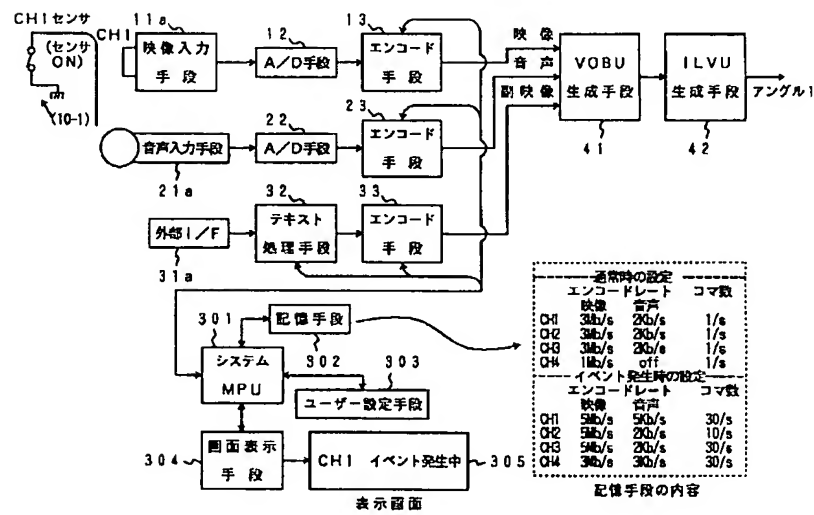 CH1センサ
11a
12
13
CH1
(センサ
ON)
(10-1)
映像入力
手段
A/D手段
エンコード
手段
映像
音声
副映像
VOBU
生成手段
41
ILVU
生成手段
42
アングル1
22
23
音声入力手段
21a
A/D手段
エンコード
手段
32
33
外部I/F
31a
テキスト
処理手段
エンコード
手段
301
記憶手段
302
303
システム
MPU
ユーザー設定手段
304
画面表示
手段
CH1 イベント発生中
305
表示画面
通常時の設定
エンコードレート コマ数
映像 音声
CH1 3Mb/s 2Kb/s 1/s
CH2 3Mb/s 2Kb/s 1/s
CH3 3Mb/s 2Kb/s 1/s
CH4 1Mb/s off 1/s
イベント発生時の設定
エンコードレート コマ数
映像 音声
CH1 5Mb/s 5Kb/s 30/s
CH2 5Mb/s 2Kb/s 10/s
CH3 5Mb/s 2Kb/s 30/s
CH4 3Mb/s 3Kb/s 30/s
記憶手段の内容